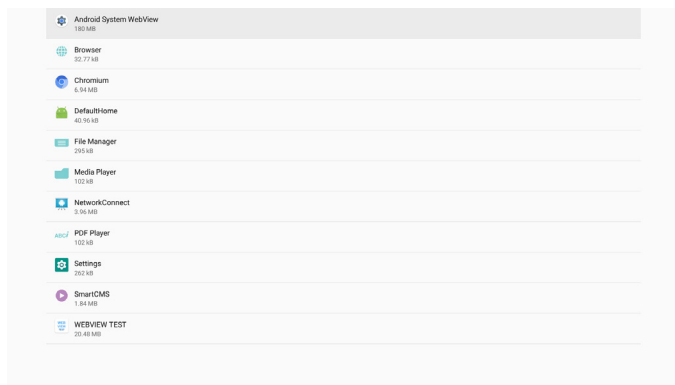 Android System WebView
180 MB
Browser
32.77 kB
Chromium
6.94 MB
DefaultHome
40.96 kB
File Manager
295 kB
Media Player
102 kB
NetworkConnect
3.96 MB
PDF Player
102 kB
Settings
262 kB
SmartCMS
1.84 MB
WEBVIEW TEST
20.48 MB